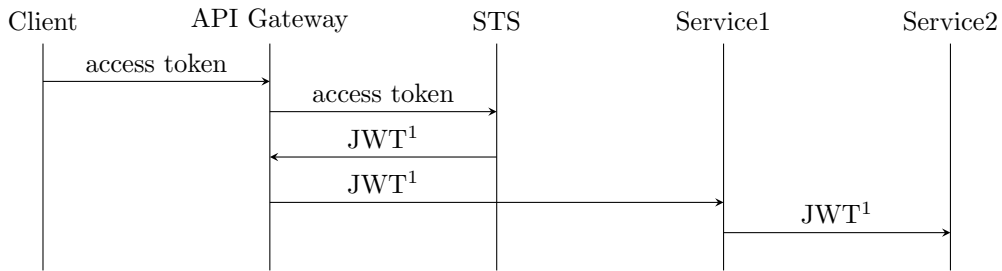 Client API Gateway STS Service1 Service2
access token
access token
JWT¹
JWT¹
JWT¹